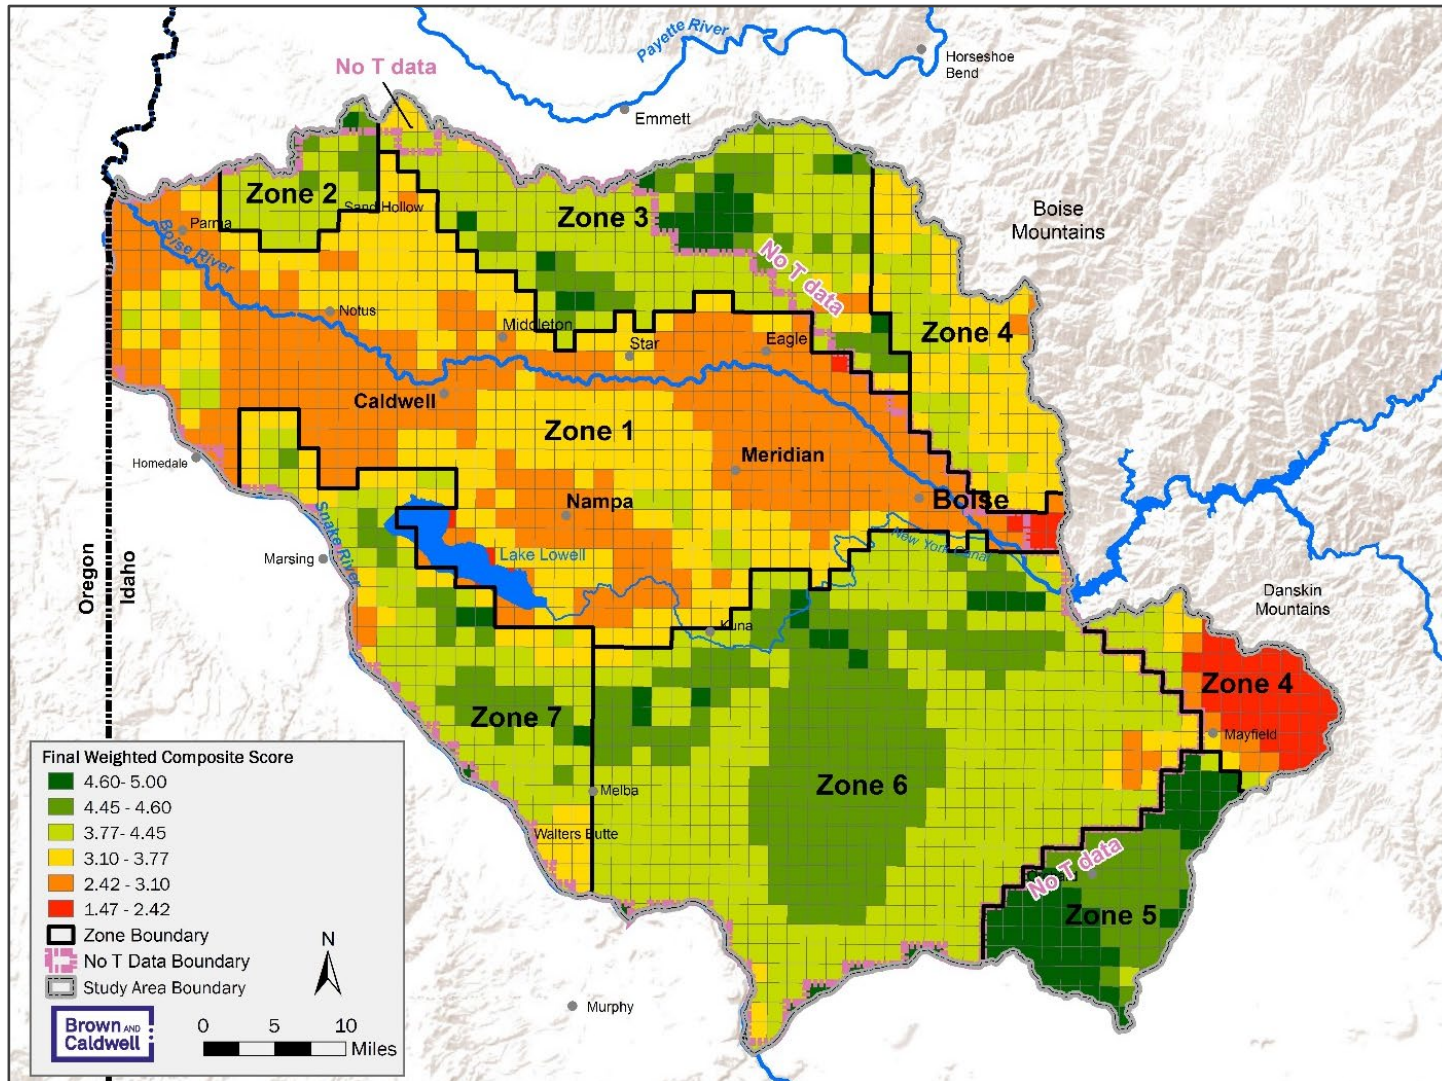 Payette River
Horseshoe
Bend
No T data
Emmett
Zone 2
Sand Hollow
Zone 3
Boise
Mountains
Parma
Boise River
No T data
Notus
Middleton
Star
Eagle
Zone 4
Caldwell
Zone 1
Meridian
Homedale
Nampa
Boise
Snake River
New York Canal
Marsing
Lake Lowell
Oregon
Idaho
Danskin
Mountains
Kuna
Zone 4
Zone 7
Mayfield
Zone 6
Melba
Walters Butte
No T data
Zone 5
Murphy
Final Weighted Composite Score
4.60- 5.00
4.45 - 4.60
3.77- 4.45
3.10 - 3.77
2.42 - 3.10
1.47 - 2.42
Zone Boundary
No T Data Boundary
Study Area Boundary
N
Brown AND
Caldwell
0 5 10
Miles